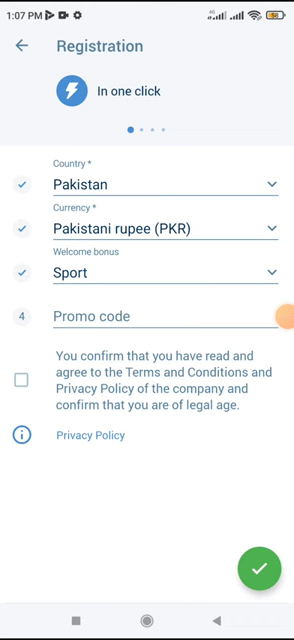 1:07 PM
4G
Registration
In one click
Country *
Pakistan
Currency *
Pakistani rupee (PKR)
Welcome bonus
Sport
4 Promo code
You confirm that you have read and
agree to the Terms and Conditions and
Privacy Policy of the company and
confirm that you are of legal age.
Privacy Policy